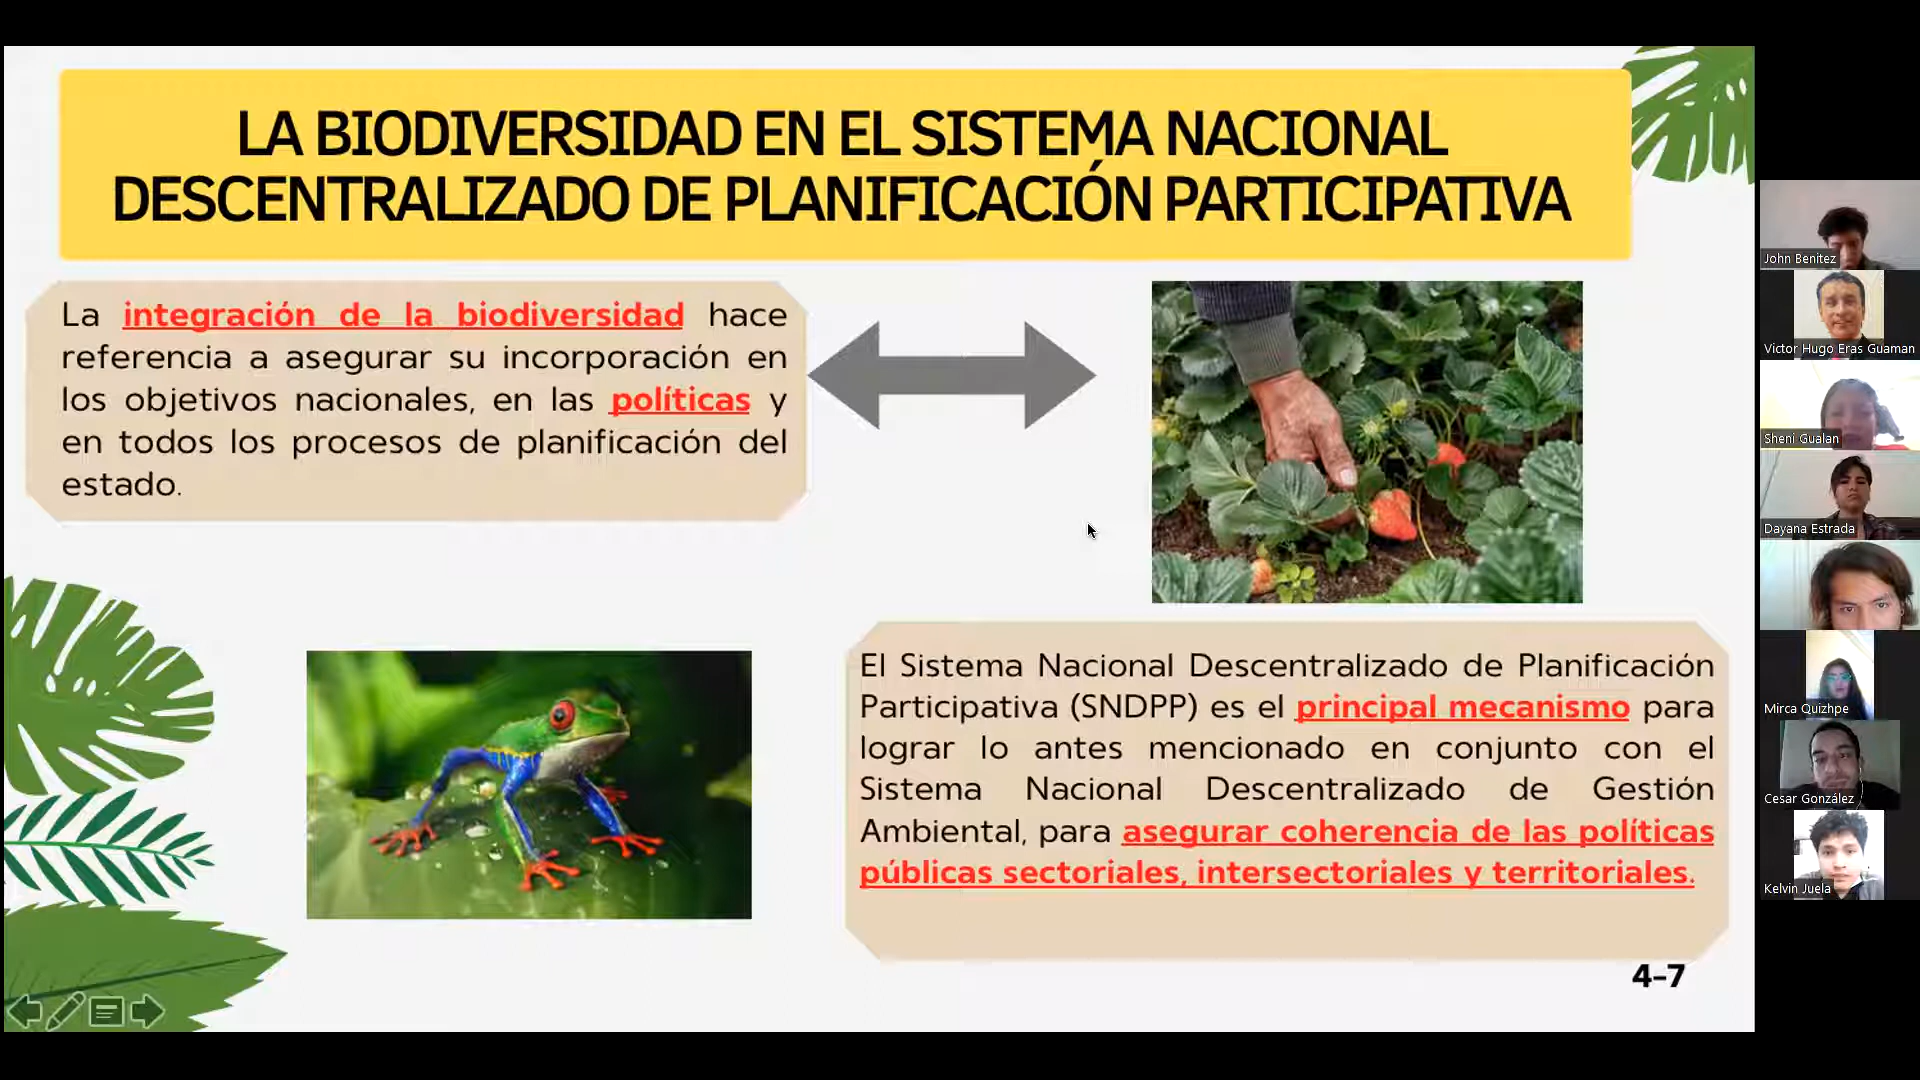 LA BIODIVERSIDAD EN EL SISTEMA NACIONAL
DESCENTRALIZADO DE PLANIFICACIÓN PARTICIPATIVA
La integración de la biodiversidad hace
referencia a asegurar su incorporación en
los objetivos nacionales, en las políticas y
en todos los procesos de planificación del
estado.
El Sistema Nacional Descentralizado de Planificación
Participativa (SNDPP) es el principal mecanismo para
lograr lo antes mencionado en conjunto con el
Sistema Nacional Descentralizado de Gestión
Ambiental, para asegurar coherencia de las políticas
públicas sectoriales, intersectoriales y territoriales.
4-7
John Benitez
Victor Hugo Eras Guaman
Sheni Gualan
Dayana Estrada
Mirca Quizhpe
Cesar González
Kelvin Juela